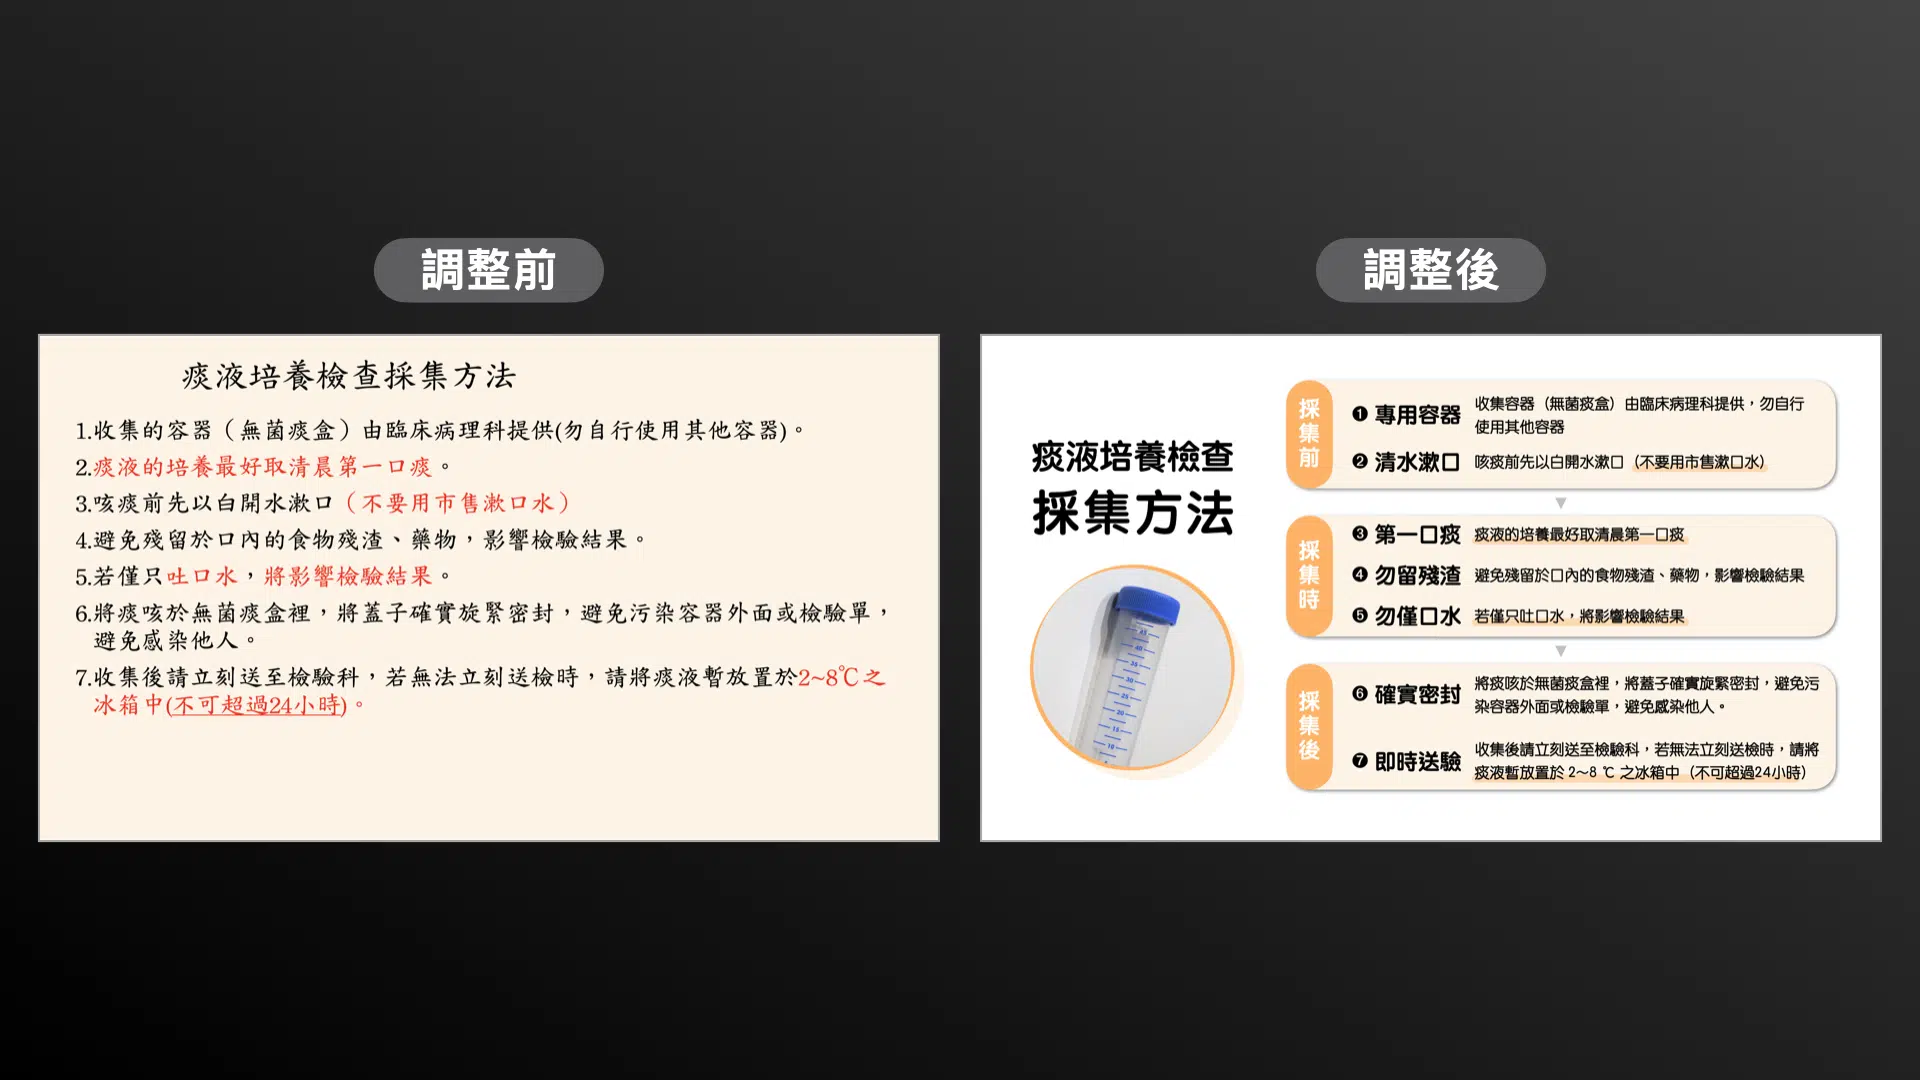 調整前
痰液培養檢查採集方法
1.收集的容器（無菌痰盒）由臨床病理科提供(勿自行使用其他容器)。
2.痰液的培養最好取清晨第一口痰。
3.咳痰前先以白開水漱口（不要用市售漱口水）
4.避免殘留於口內的食物殘渣、藥物，影響檢驗結果。
5.若僅只吐口水，將影響檢驗結果。
6.將痰咳於無菌痰盒裡，將蓋子確實旋緊密封，避免污染容器外面或檢驗單，
避免感染他人。
7.收集後請立刻送至檢驗科，若無法立刻送檢時，請將痰液暫放置於2~8℃之
冰箱中(不可超過24小時)。
調整後
痰液培養檢查
採集方法
採集前
❶ 專用容器
收集容器（無菌痰盒）由臨床病理科提供，勿自行
使用其他容器
❷ 清水漱口
咳痰前先以白開水漱口（不要用市售漱口水）
▼
採集時
❸ 第一口痰
痰液的培養最好取清晨第一口痰
❹ 勿留殘渣
避免殘留於口內的食物殘渣、藥物，影響檢驗結果
❺ 勿僅口水
若僅只吐口水，將影響檢驗結果
▼
採集後
❻ 確實密封
將痰咳於無菌痰盒裡，將蓋子確實旋緊密封，避免污
染容器外面或檢驗單，避免感染他人。
❼ 即時送驗
收集後請立刻送至檢驗科，若無法立刻送檢時，請將
痰液暫放置於 2~8 ℃ 之冰箱中（不可超過24小時）